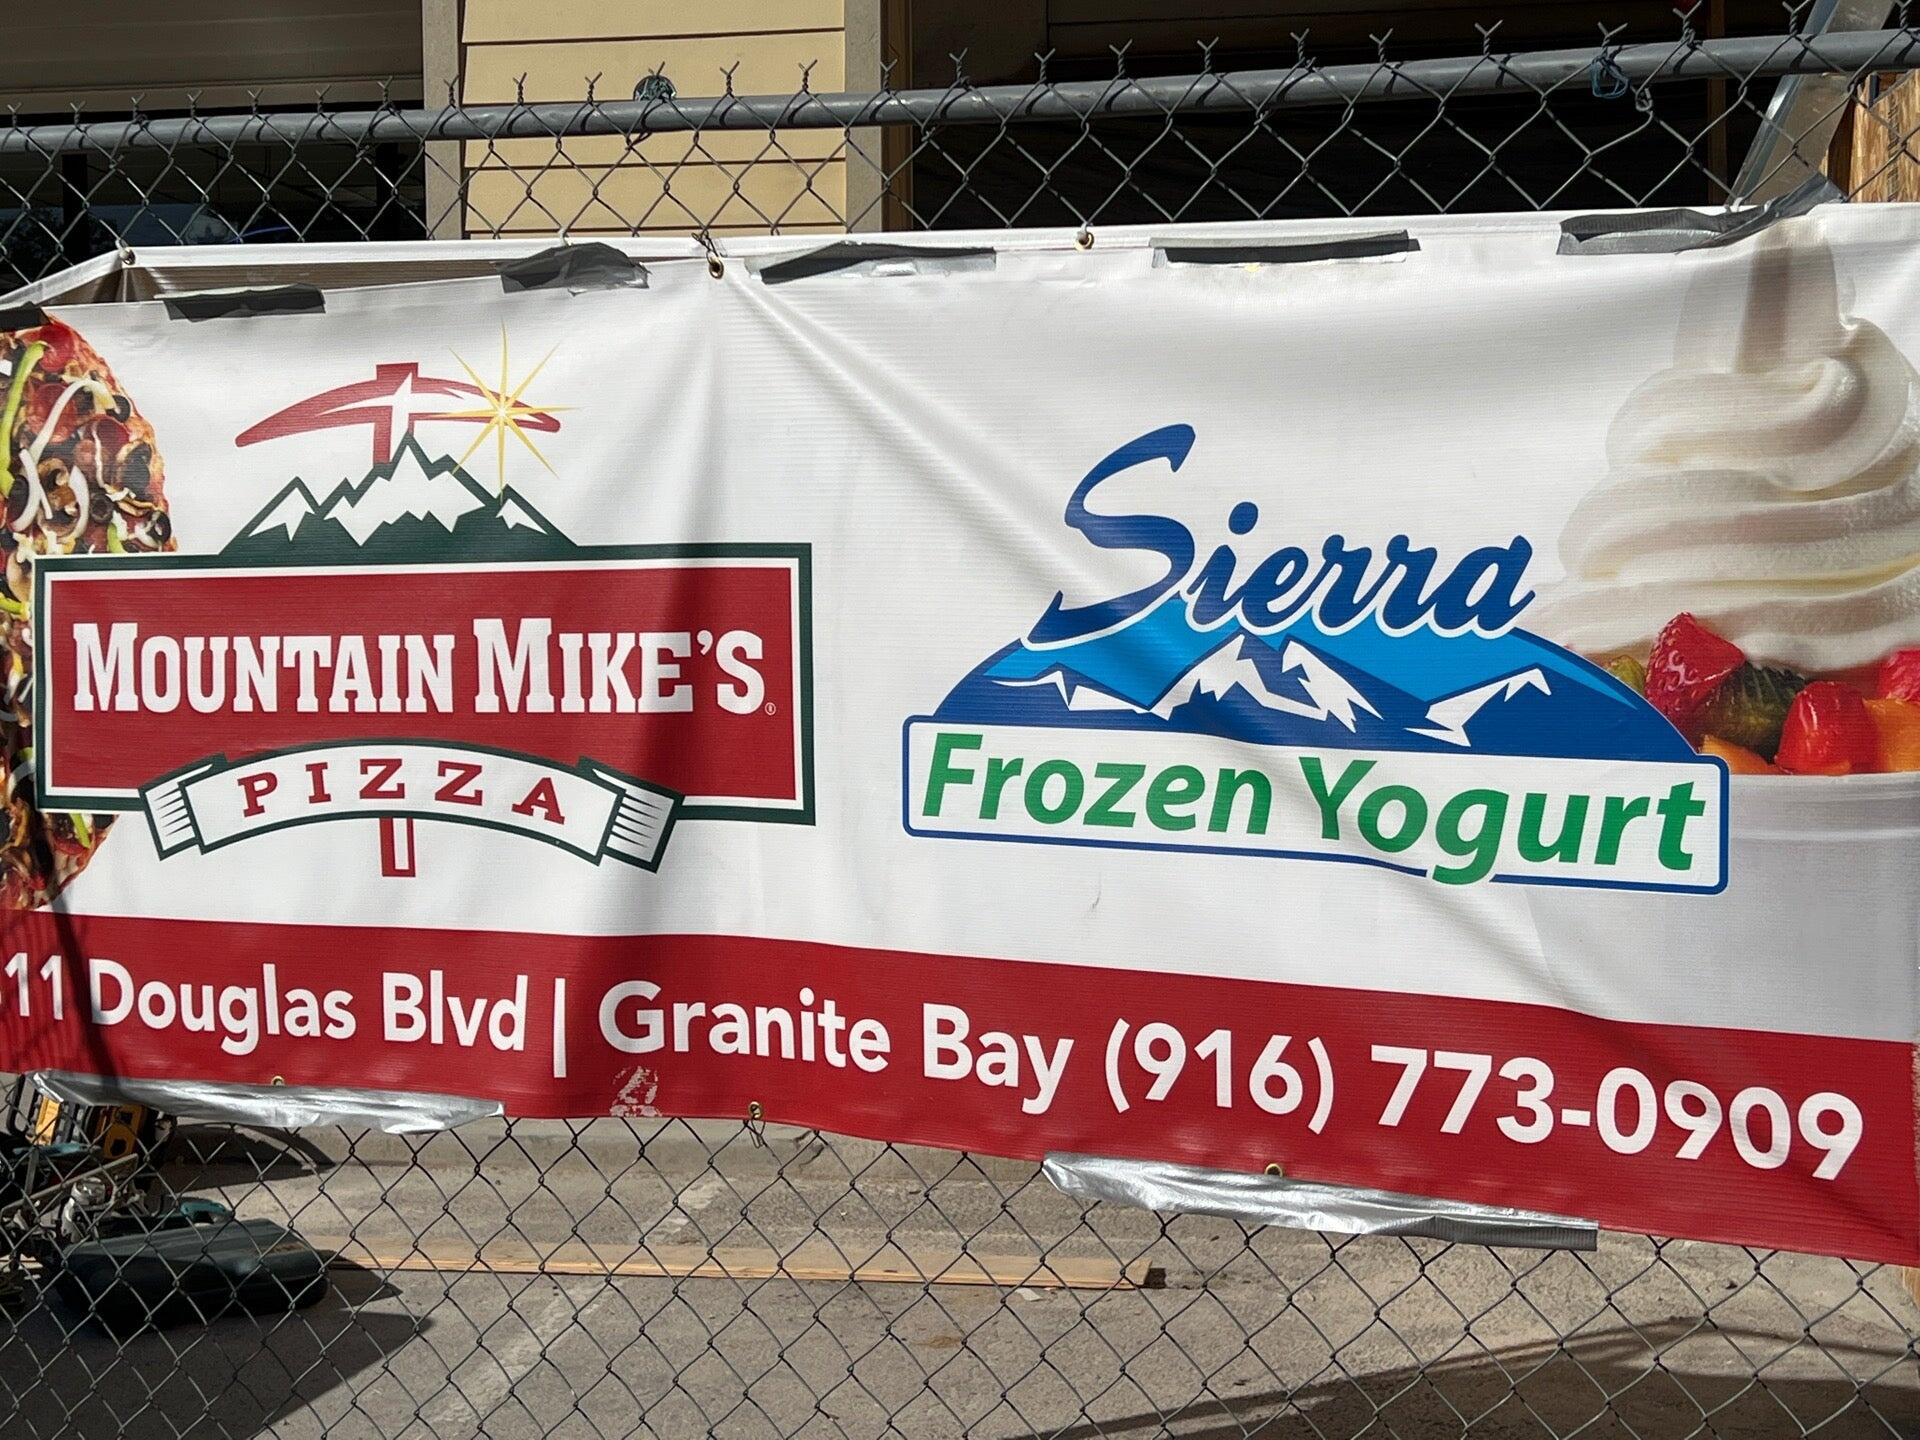 MOUNTAIN MIKE'S®
PIZZA
Sierra
Frozen Yogurt
11 Douglas Blvd | Granite Bay (916) 773-0909